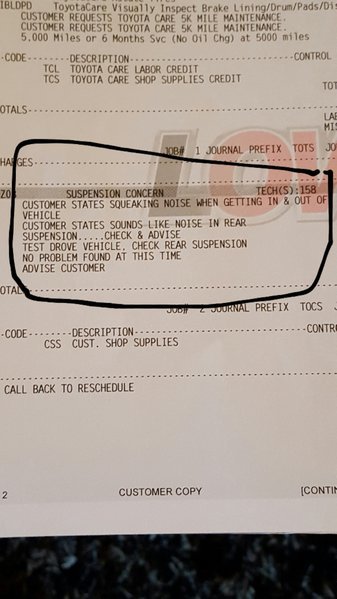 IBLDPD ToyotaCare Visually Inspect Brake Lining/Drum/Pads/Di
CUSTOMER REQUESTS TOYOTA CARE 5K MILE MAINTENANCE.
CUSTOMER REQUESTS TOYOTA CARE 5K MILE MAINTENANCE.
5,000 Miles or 6 Months Svc (No Oil Chg) at 5000 miles
-CODE-------DESCRIPTION----------------------------CONTROL
TCL TOYOTA CARE LABOR CREDIT
TCS TOYOTA CARE SHOP SUPPLIES CREDIT
TOT
OTALS
LA
MI
JOB# 1 JOURNAL PREFIX TOTS JO
HARGES
SUSPENSION CONCERN TECH(S):158
CUSTOMER STATES SQUEAKING NOISE WHEN GETTING IN & OUT OF
VEHICLE
CUSTOMER STATES SOUNDS LIKE NOISE IN REAR
SUSPENSION.....CHECK & ADVISE
TEST DROVE VEHICLE, CHECK REAR SUSPENSION
NO PROBLEM FOUND AT THIS TIME
ADVISE CUSTOMER
OTAL
JOB# 2 JOURNAL PREFIX TOCS
-CODE-------DESCRIPTION----------------------------CONTR
CSS CUST. SHOP SUPPLIES
CALL BACK TO RESCHEDULE
2 CUSTOMER COPY [CONTIN